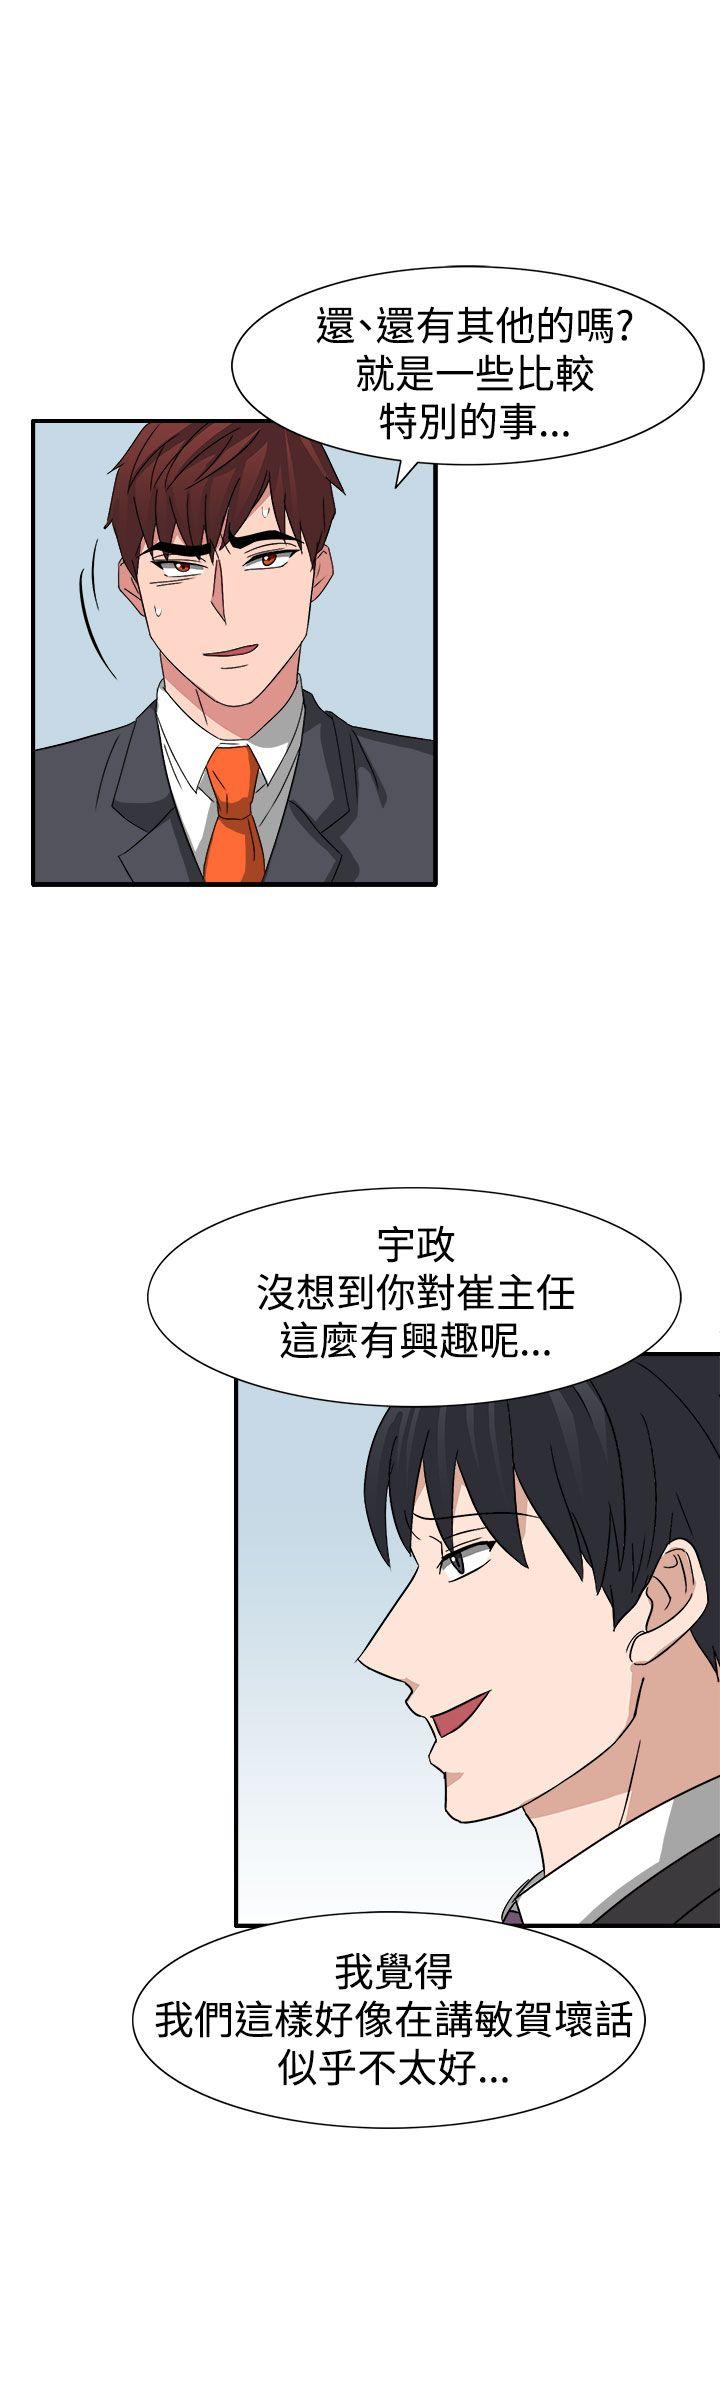 還、還有其他的嗎?
就是一些比較
特別的事...
宇政
沒想到你對崔主任
這麼有興趣呢...
我覺得
我們這樣好像在講敏賀壞話
似乎不太好...